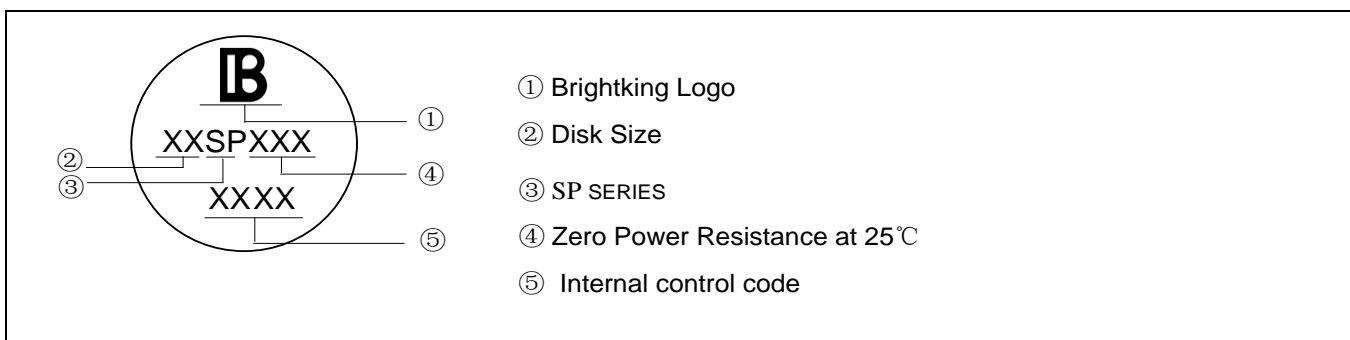 B
XXSPXXX
XXXX
①
②
③
④
⑤
① Brightking Logo
② Disk Size
③ SP SERIES
④ Zero Power Resistance at 25℃
⑤ Internal control code